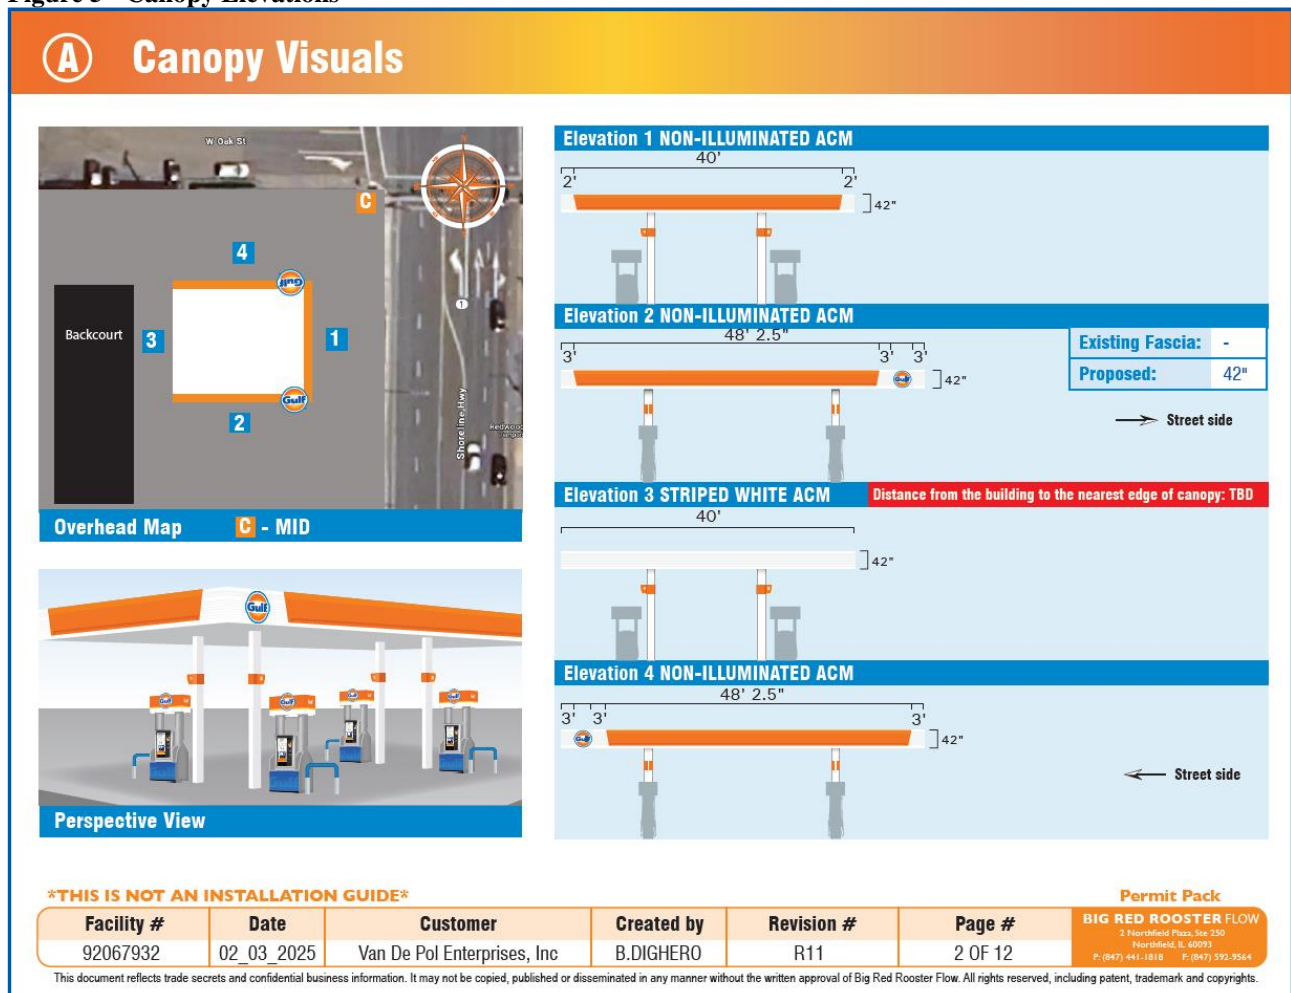 Figure 3 - Canopy Elevations
A Canopy Visuals
W Oak St
C
4
Gulf
Backcourt
3
1
1
Gulf
2
Shoreline Hwy
Redwood
Overhead Map C - MID
Gulf
Gulf
Gulf
Gulf
Gulf
Perspective View
Elevation 1 NON-ILLUMINATED ACM
40'
2' 2'
42"
Elevation 2 NON-ILLUMINATED ACM
48' 2.5"
3' 3' 3'
Gulf
42"
Existing Fascia: -
Proposed: 42"
Street side
Elevation 3 STRIPED WHITE ACM Distance from the building to the nearest edge of canopy: TBD
40'
42"
Elevation 4 NON-ILLUMINATED ACM
48' 2.5"
3' 3' 3'
Gulf
42"
Street side
*THIS IS NOT AN INSTALLATION GUIDE*
Permit Pack
Facility # Date Customer Created by Revision # Page #
92067932 02_03_2025 Van De Pol Enterprises, Inc B.DIGHERO R11 2 OF 12
BIG RED ROOSTER FLOW
2 Northfield Plaza, Ste 250
Northfield, IL 60093
P: (847) 441-1818 F: (847) 592-9564
This document reflects trade secrets and confidential business information. It may not be copied, published or disseminated in any manner without the written approval of Big Red Rooster Flow. All rights reserved, including patent, trademark and copyrights.